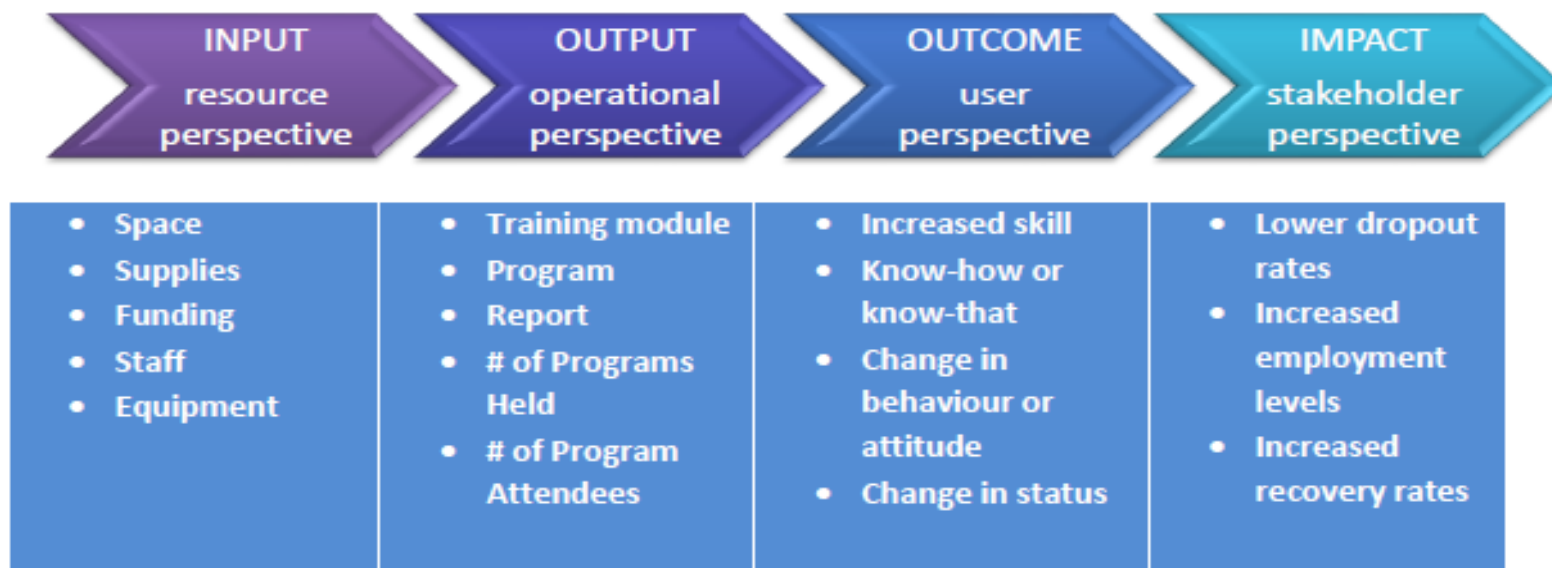 INPUT
resource
perspective
OUTPUT
operational
perspective
OUTCOME
user
perspective
IMPACT
stakeholder
perspective
• Space
• Supplies
• Funding
• Staff
• Equipment
• Training module
• Program
• Report
• # of Programs
Held
• # of Program
Attendees
• Increased skill
• Know-how or
know-that
• Change in
behaviour or
attitude
• Change in status
• Lower dropout
rates
• Increased
employment
levels
• Increased
recovery rates